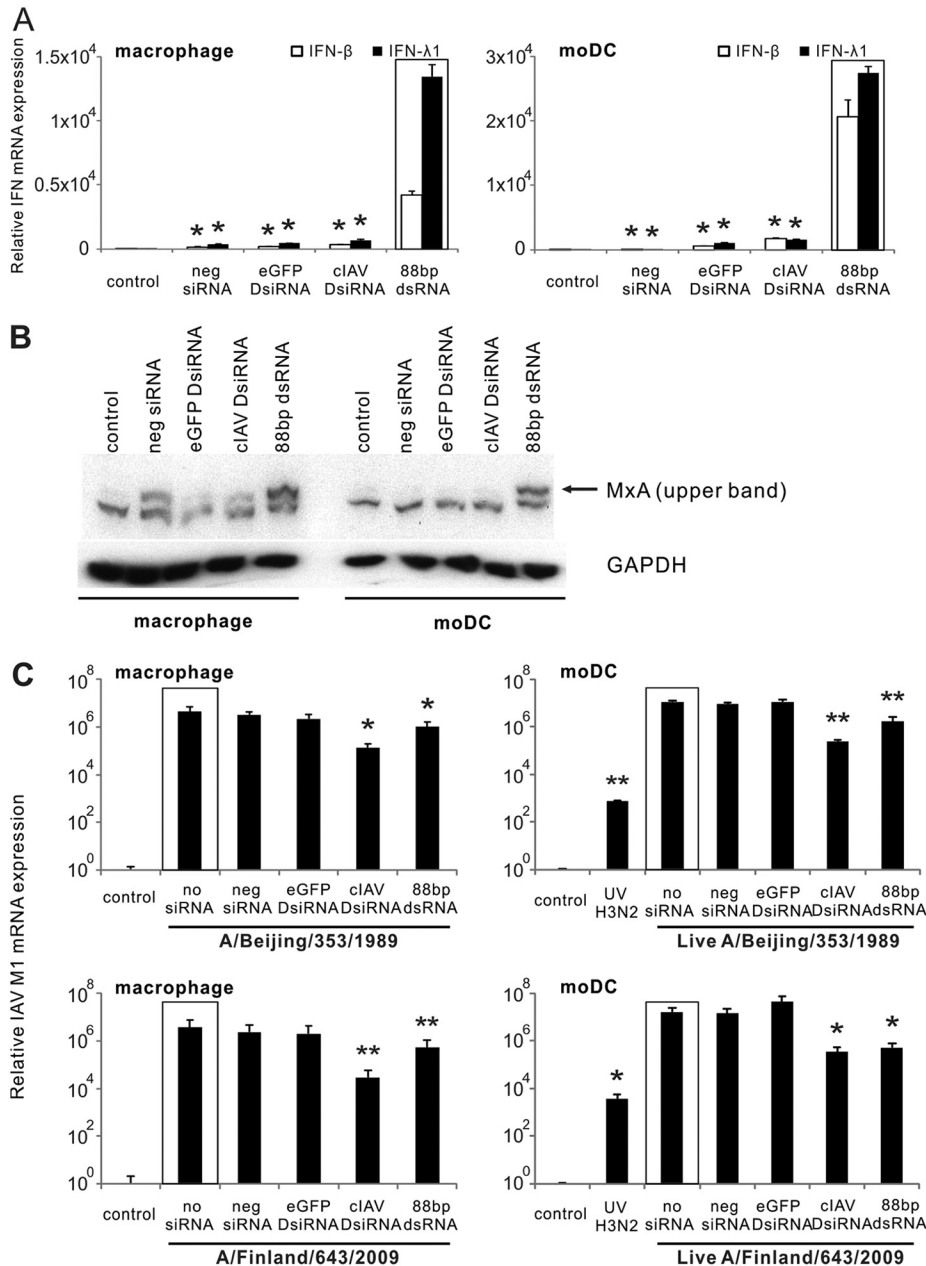 A
Relative IFN mRNA expression
macrophage
IFN-β IFN-λ1
1.5x10⁴
1x10⁴
0.5x10⁴
0
* * * * * *
control
neg siRNA
eGFP DsiRNA
cIAV DsiRNA
88bp dsRNA
moDC
IFN-β IFN-λ1
3x10⁴
2x10⁴
1x10⁴
0
* * * * * *
control
neg siRNA
eGFP DsiRNA
cIAV DsiRNA
88bp dsRNA
B
control
neg siRNA
eGFP DsiRNA
cIAV DsiRNA
88bp dsRNA
control
neg siRNA
eGFP DsiRNA
cIAV DsiRNA
88bp dsRNA
MxA (upper band)
GAPDH
macrophage
moDC
C
Relative IAV M1 mRNA expression
macrophage
10⁸
10⁶
10⁴
10²
10⁰
* *
control
no siRNA
neg siRNA
eGFP DsiRNA
cIAV DsiRNA
88bp dsRNA
A/Beijing/353/1989
moDC
10⁸
10⁶
10⁴
10²
10⁰
** ** **
control
UV H3N2
no siRNA
neg siRNA
eGFP DsiRNA
cIAV DsiRNA
88bp dsRNA
Live A/Beijing/353/1989
macrophage
10⁸
10⁶
10⁴
10²
10⁰
** **
control
no siRNA
neg siRNA
eGFP DsiRNA
cIAV DsiRNA
88bp dsRNA
A/Finland/643/2009
moDC
10⁸
10⁶
10⁴
10²
10⁰
* * *
control
UV H3N2
no siRNA
neg siRNA
eGFP DsiRNA
cIAV DsiRNA
88bp dsRNA
Live A/Finland/643/2009